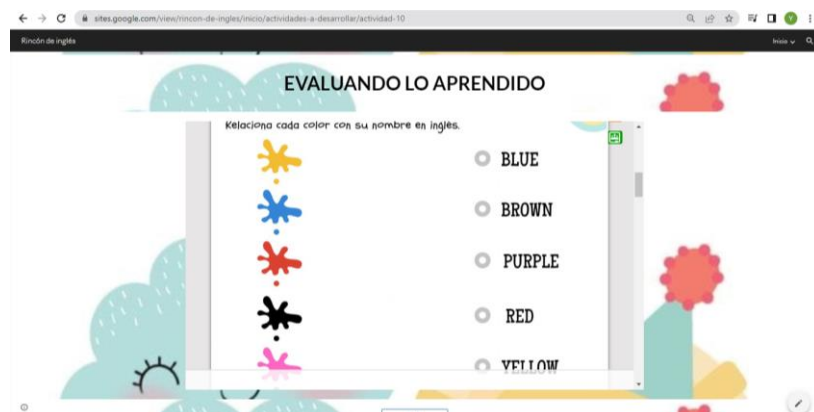 sites.google.com/view/rincon-de-ingles/inicio/actividades-a-desarrollar/actividad-10
Rincón de inglés
Inicio
EVALUANDO LO APRENDIDO
Relaciona cada color con su nombre en inglés.
BLUE
BROWN
PURPLE
RED
YELLOW